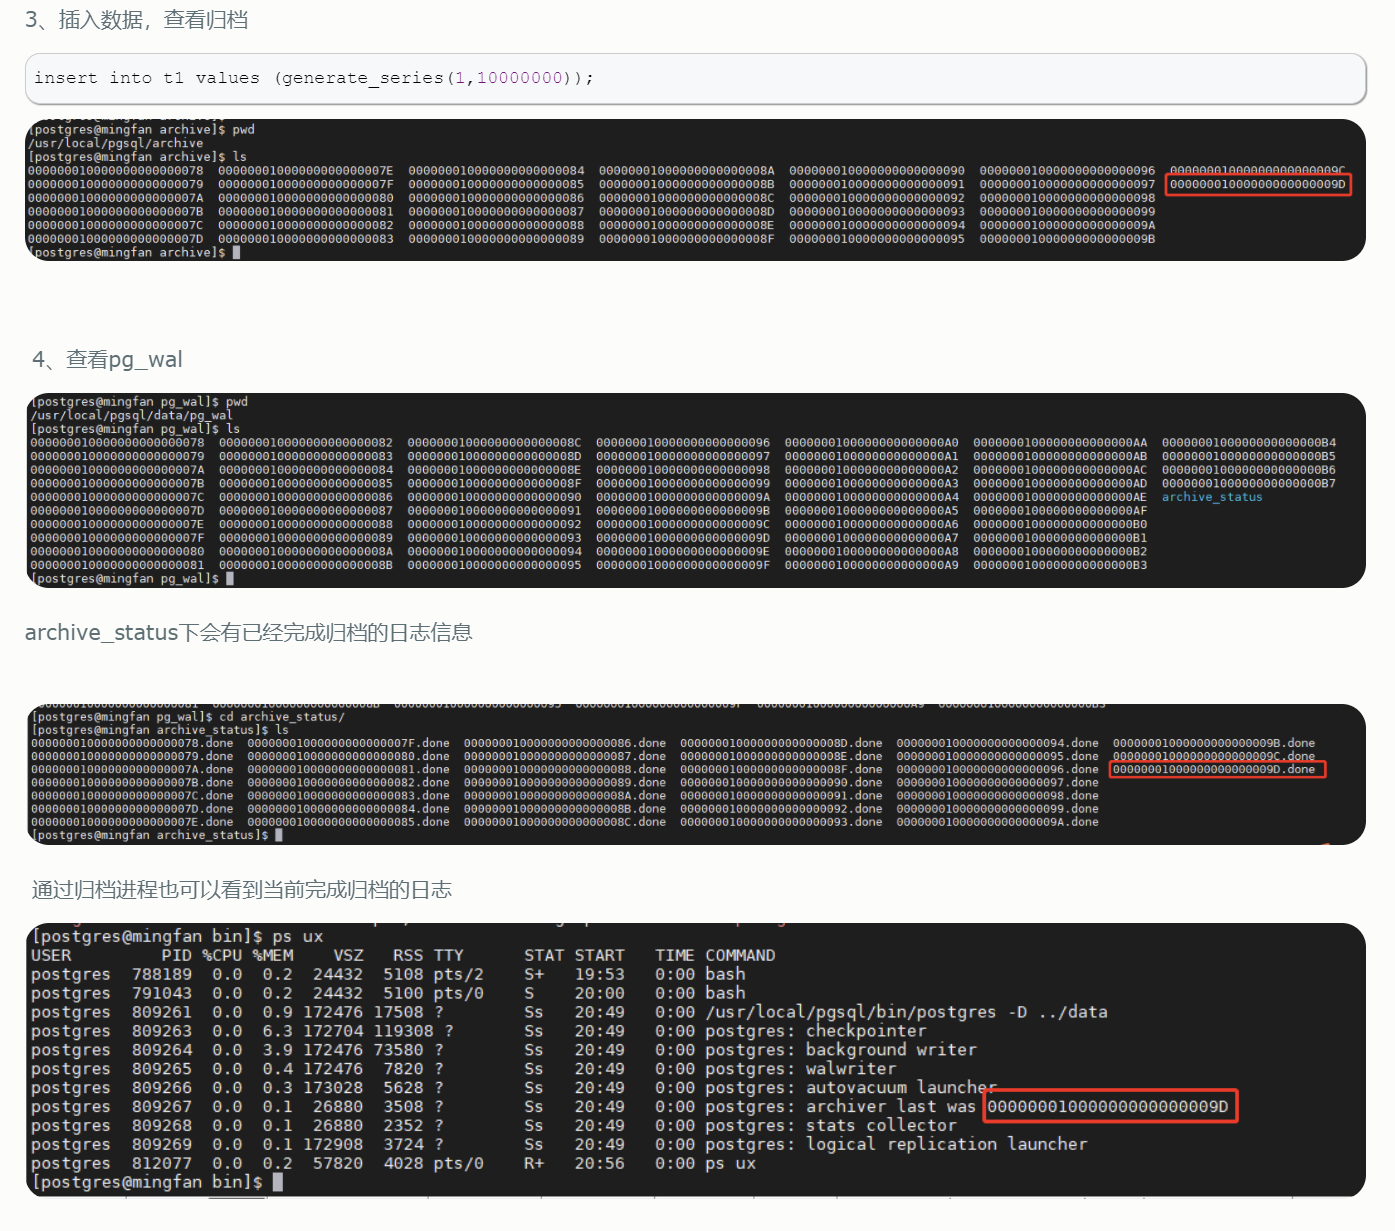 3、插入数据，查看归档
insert into t1 values (generate_series(1,10000000));
[postgres@mingfan archive]$ pwd
/usr/local/pgsql/archive
[postgres@mingfan archive]$ ls
000000010000000000000078 00000001000000000000007E 000000010000000000000084 00000001000000000000008A 000000010000000000000090 000000010000000000000096 00000001000000000000009C
000000010000000000000079 00000001000000000000007F 000000010000000000000085 00000001000000000000008B 000000010000000000000091 000000010000000000000097 00000001000000000000009D
00000001000000000000007A 000000010000000000000080 000000010000000000000086 00000001000000000000008C 000000010000000000000092 000000010000000000000098
00000001000000000000007B 000000010000000000000081 000000010000000000000087 00000001000000000000008D 000000010000000000000093 000000010000000000000099
00000001000000000000007C 000000010000000000000082 000000010000000000000088 00000001000000000000008E 000000010000000000000094 00000001000000000000009A
00000001000000000000007D 000000010000000000000083 000000010000000000000089 00000001000000000000008F 000000010000000000000095 00000001000000000000009B
[postgres@mingfan archive]$
4、查看pg_wal
[postgres@mingfan pg_wal]$ pwd
/usr/local/pgsql/data/pg_wal
[postgres@mingfan pg_wal]$ ls
000000010000000000000078 000000010000000000000082 00000001000000000000008C 000000010000000000000096 0000000100000000000000A0 0000000100000000000000AA 0000000100000000000000B4
000000010000000000000079 000000010000000000000083 00000001000000000000008D 000000010000000000000097 0000000100000000000000A1 0000000100000000000000AB 0000000100000000000000B5
00000001000000000000007A 000000010000000000000084 00000001000000000000008E 000000010000000000000098 0000000100000000000000A2 0000000100000000000000AC 0000000100000000000000B6
00000001000000000000007B 000000010000000000000085 00000001000000000000008F 000000010000000000000099 0000000100000000000000A3 0000000100000000000000AD 0000000100000000000000B7
00000001000000000000007C 000000010000000000000086 000000010000000000000090 00000001000000000000009A 0000000100000000000000A4 0000000100000000000000AE archive_status
00000001000000000000007D 000000010000000000000087 000000010000000000000091 00000001000000000000009B 0000000100000000000000A5 0000000100000000000000AF
00000001000000000000007E 000000010000000000000088 000000010000000000000092 00000001000000000000009C 0000000100000000000000A6 0000000100000000000000B0
00000001000000000000007F 000000010000000000000089 000000010000000000000093 00000001000000000000009D 0000000100000000000000A7 0000000100000000000000B1
000000010000000000000080 00000001000000000000008A 000000010000000000000094 00000001000000000000009E 0000000100000000000000A8 0000000100000000000000B2
000000010000000000000081 00000001000000000000008B 000000010000000000000095 00000001000000000000009F 0000000100000000000000A9 0000000100000000000000B3
[postgres@mingfan pg_wal]$
archive_status下会有已经完成归档的日志信息
[postgres@mingfan pg_wal]$ cd archive_status/
[postgres@mingfan archive_status]$ ls
000000010000000000000078.done 00000001000000000000007F.done 000000010000000000000086.done 00000001000000000000008D.done 000000010000000000000094.done 00000001000000000000009B.done
000000010000000000000079.done 000000010000000000000080.done 000000010000000000000087.done 00000001000000000000008E.done 000000010000000000000095.done 00000001000000000000009C.done
00000001000000000000007A.done 000000010000000000000081.done 000000010000000000000088.done 00000001000000000000008F.done 000000010000000000000096.done 00000001000000000000009D.done
00000001000000000000007B.done 000000010000000000000082.done 000000010000000000000089.done 000000010000000000000090.done 000000010000000000000097.done
00000001000000000000007C.done 000000010000000000000083.done 00000001000000000000008A.done 000000010000000000000091.done 000000010000000000000098.done
00000001000000000000007D.done 000000010000000000000084.done 00000001000000000000008B.done 000000010000000000000092.done 000000010000000000000099.done
00000001000000000000007E.done 000000010000000000000085.done 00000001000000000000008C.done 000000010000000000000093.done 00000001000000000000009A.done
[postgres@mingfan archive_status]$
通过归档进程也可以看到当前完成归档的日志
[postgres@mingfan bin]$ ps ux
USER PID %CPU %MEM VSZ RSS TTY STAT START TIME COMMAND
postgres 788189 0.0 0.2 24432 5108 pts/2 S+ 19:53 0:00 bash
postgres 791043 0.0 0.2 24432 5100 pts/0 S 20:00 0:00 bash
postgres 809261 0.0 0.9 172476 17508 ? Ss 20:49 0:00 /usr/local/pgsql/bin/postgres -D ../data
postgres 809263 0.0 6.3 172704 119308 ? Ss 20:49 0:00 postgres: checkpointer
postgres 809264 0.0 3.9 172476 73580 ? Ss 20:49 0:00 postgres: background writer
postgres 809265 0.0 0.4 172476 7820 ? Ss 20:49 0:00 postgres: walwriter
postgres 809266 0.0 0.3 173028 5628 ? Ss 20:49 0:00 postgres: autovacuum launcher
postgres 809267 0.0 0.1 26880 3508 ? Ss 20:49 0:00 postgres: archiver last was 00000001000000000000009D
postgres 809268 0.0 0.1 26880 2352 ? Ss 20:49 0:00 postgres: stats collector
postgres 809269 0.0 0.1 172908 3724 ? Ss 20:49 0:00 postgres: logical replication launcher
postgres 812077 0.0 0.2 57820 4028 pts/0 R+ 20:56 0:00 ps ux
[postgres@mingfan bin]$